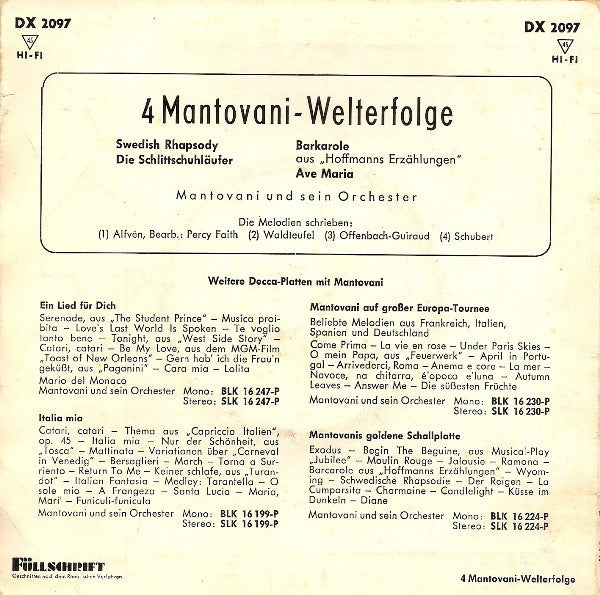 DX 2097
45
HI-FI
DX 2097
45
HI-FI
4 Mantovani-Welterfolge
Swedish Rhapsody
Die Schlittschuhläufer
Barkarole
aus „Hoffmanns Erzählungen"
Ave Maria
Mantovani und sein Orchester
Die Melodien schrieben:
(1) Alfvén, Bearb.: Percy Faith (2) Waldteufel (3) Offenbach-Guiraud (4) Schubert
Weitere Decca-Platten mit Mantovani
Ein Lied für Dich
Serenade, aus „The Student Prince" – Musica proi-
bita – Love's Last World Is Spoken – Te voglio
tanto bene – Tonight, aus „West Side Story" –
Catari, catari – Be My Love, aus dem MGM-Film
„Toast of New Orleans" – Gern hab' ich die Frau'n
geküßt, aus „Paganini" – Cara mia – Lolita
Mario del Monaco
Mantovani und sein Orchester Mono: BLK 16 247-P
Stereo: SLK 16 247-P
Italia mia
Catari, catari – Thema aus „Capriccio Italien",
op. 45 – Italia mia – Nur der Schönheit, aus
„Tosca" – Mattinata – Variationen über „Carneval
in Venedig" – Bersaglieri – March – Torna a Sur-
riento – Return To Me – Keiner schlafe, aus „Turan-
dot" – Italian Fantasia – Medley: Tarantella – O
sole mio – A Frangeza – Santa Lucia – Maria,
Mari' – Funiculi-funicula
Mantovani und sein Orchester Mono: BLK 16 199-P
Stereo: SLK 16 199-P
Mantovani auf großer Europa-Tournee
Beliebte Melodien aus Frankreich, Italien,
Spanien und Deutschland
Come Prima – La vie en rose – Under Paris Skies –
O mein Papa, aus „Feuerwerk" – April in Portu-
gal – Arrivederci, Roma – Anema e core – La mer –
Navoce, na chitarra, é'opoco e'luna – Autumn
Leaves – Answer Me – Die süßesten Früchte
Mantovani und sein Orchester Mono: BLK 16 230-P
Stereo: SLK 16 230-P
Mantovanis goldene Schallplatte
Exodus – Begin The Beguine, aus Musical-Play
„Jubilee" – Moulin Rouge – Jalousie – Ramona –
Barcarole aus „Hoffmanns Erzählungen" – Wyom-
ing – Schwedische Rhapsodie – Der Reigen – La
Cumparsita – Charmaine – Candlelight – Küsse im
Dunkeln – Diane
Mantovani und sein Orchester Mono: BLK 16 224-P
Stereo: SLK 16 224-P
FÜLLSCHRIFT
Geschnitten nach dem Rhein'schen Verfahren
4 Mantovani-Welterfolge